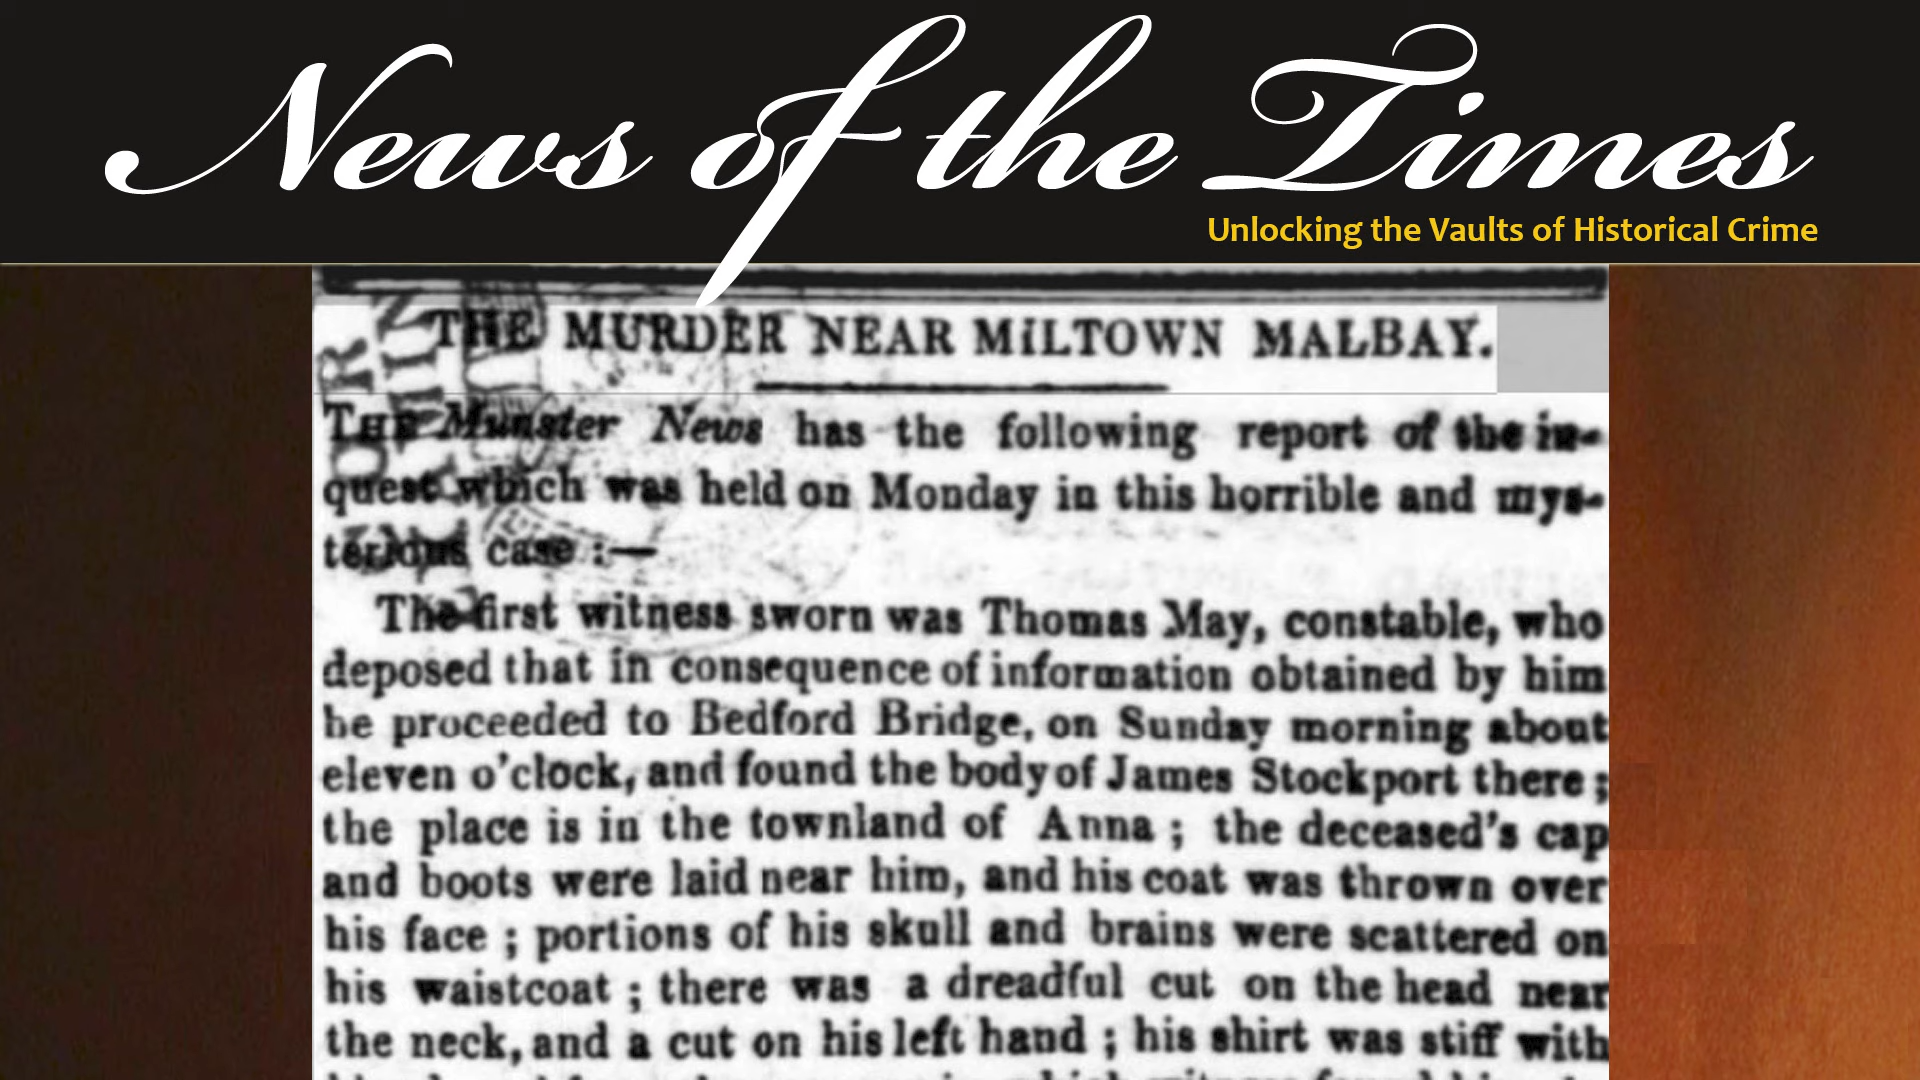 News of the Times
Unlocking the Vaults of Historical Crime
THE MURDER NEAR MILTOWN MALBAY.
THE Munster News has the following report of the in-
quest which was held on Monday in this horrible and mys-
terious case :—
The first witness sworn was Thomas May, constable, who
deposed that in consequence of information obtained by him
he proceeded to Bedford Bridge, on Sunday morning about
eleven o'clock, and found the body of James Stockport there ;
the place is in the townland of Anna ; the deceased's cap
and boots were laid near him, and his coat was thrown over
his face ; portions of his skull and brains were scattered on
his waistcoat ; there was a dreadful cut on the head near
the neck, and a cut on his left hand ; his shirt was stiff with